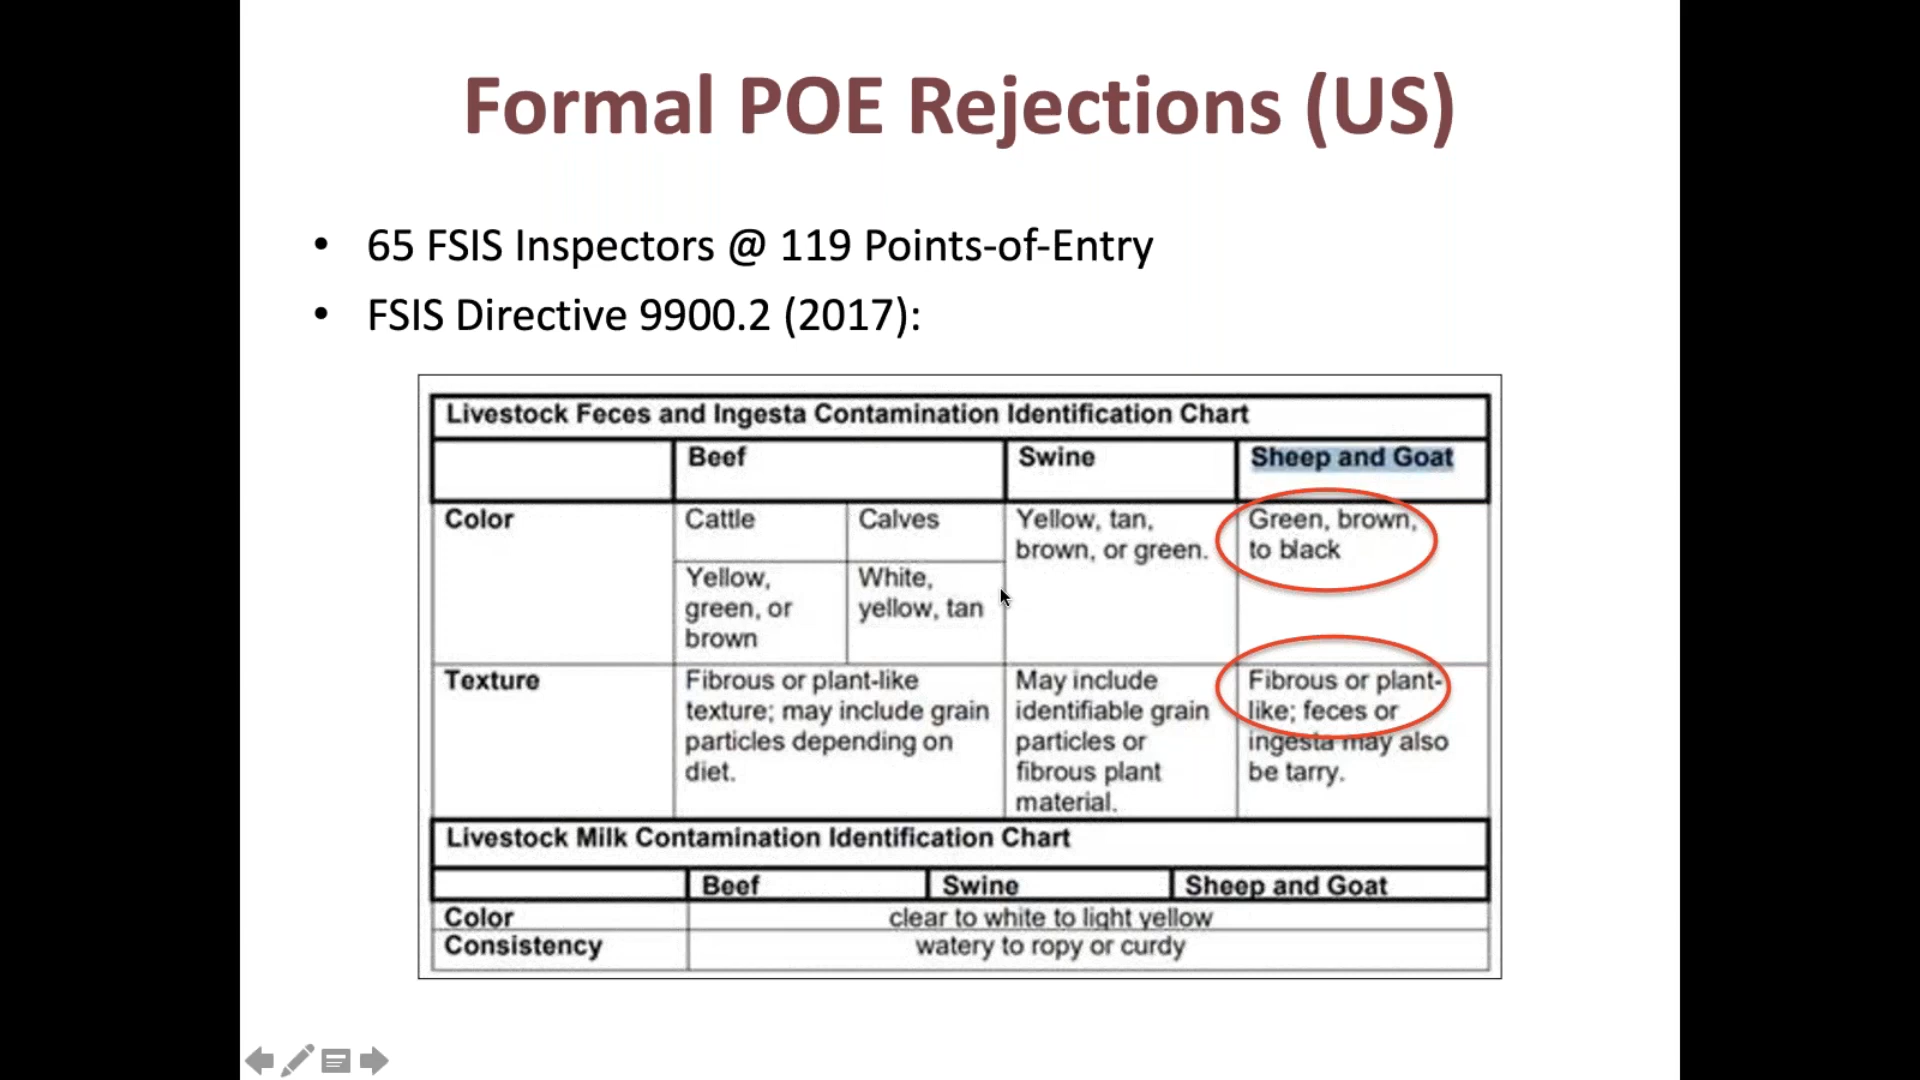 Formal POE Rejections (US)
• 65 FSIS Inspectors @ 119 Points-of-Entry
• FSIS Directive 9900.2 (2017):
Livestock Feces and Ingesta Contamination Identification Chart
Beef Swine Sheep and Goat
Color
Cattle
Calves
Yellow,
green, or
brown
White,
yellow, tan
Yellow, tan,
brown, or green.
Green, brown,
to black
Texture
Fibrous or plant-like
texture; may include grain
particles depending on
diet.
May include
identifiable grain
particles or
fibrous plant
material.
Fibrous or plant-
like; feces or
ingesta may also
be tarry.
Livestock Milk Contamination Identification Chart
Beef Swine Sheep and Goat
Color clear to white to light yellow
Consistency watery to ropy or curdy